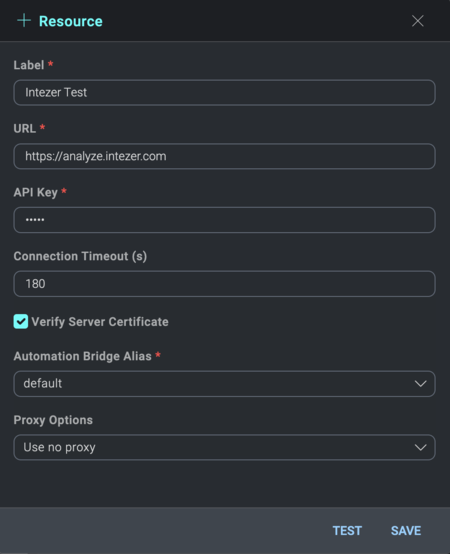 + Resource
Label *
Intezer Test
URL *
https://analyze.intezer.com
API Key *
•••••
Connection Timeout (s)
180
Verify Server Certificate
Automation Bridge Alias *
default
Proxy Options
Use no proxy
TEST SAVE